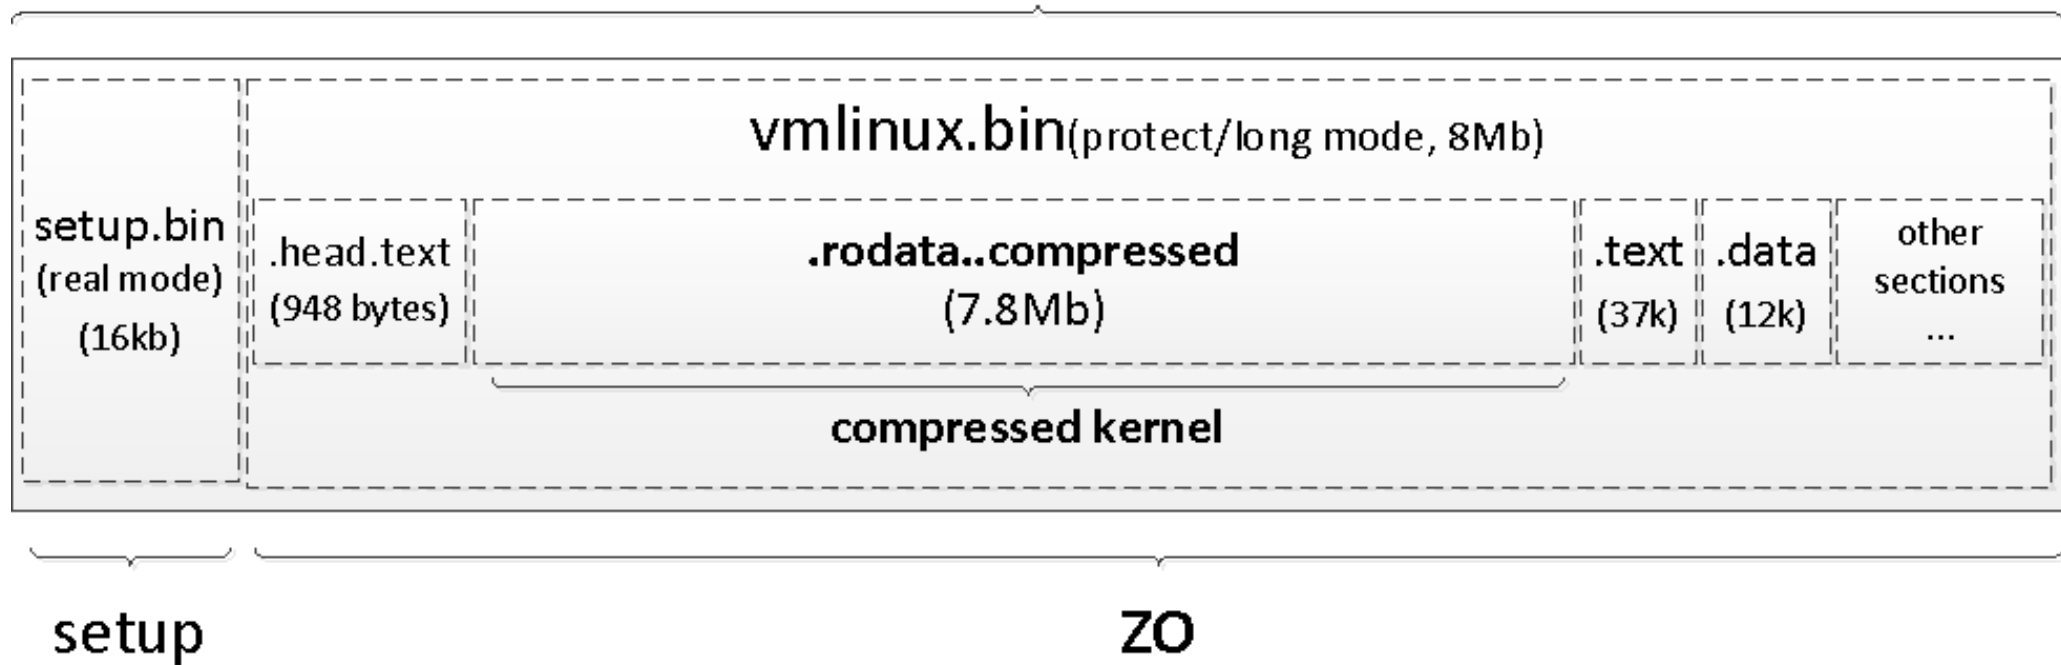 vmlinux.bin(protect/long mode, 8Mb)
setup.bin
(real mode)
(16kb)
.head.text
(948 bytes)
.rodata..compressed
(7.8Mb)
.text
(37k)
.data
(12k)
other
sections
...
compressed kernel
setup
ZO